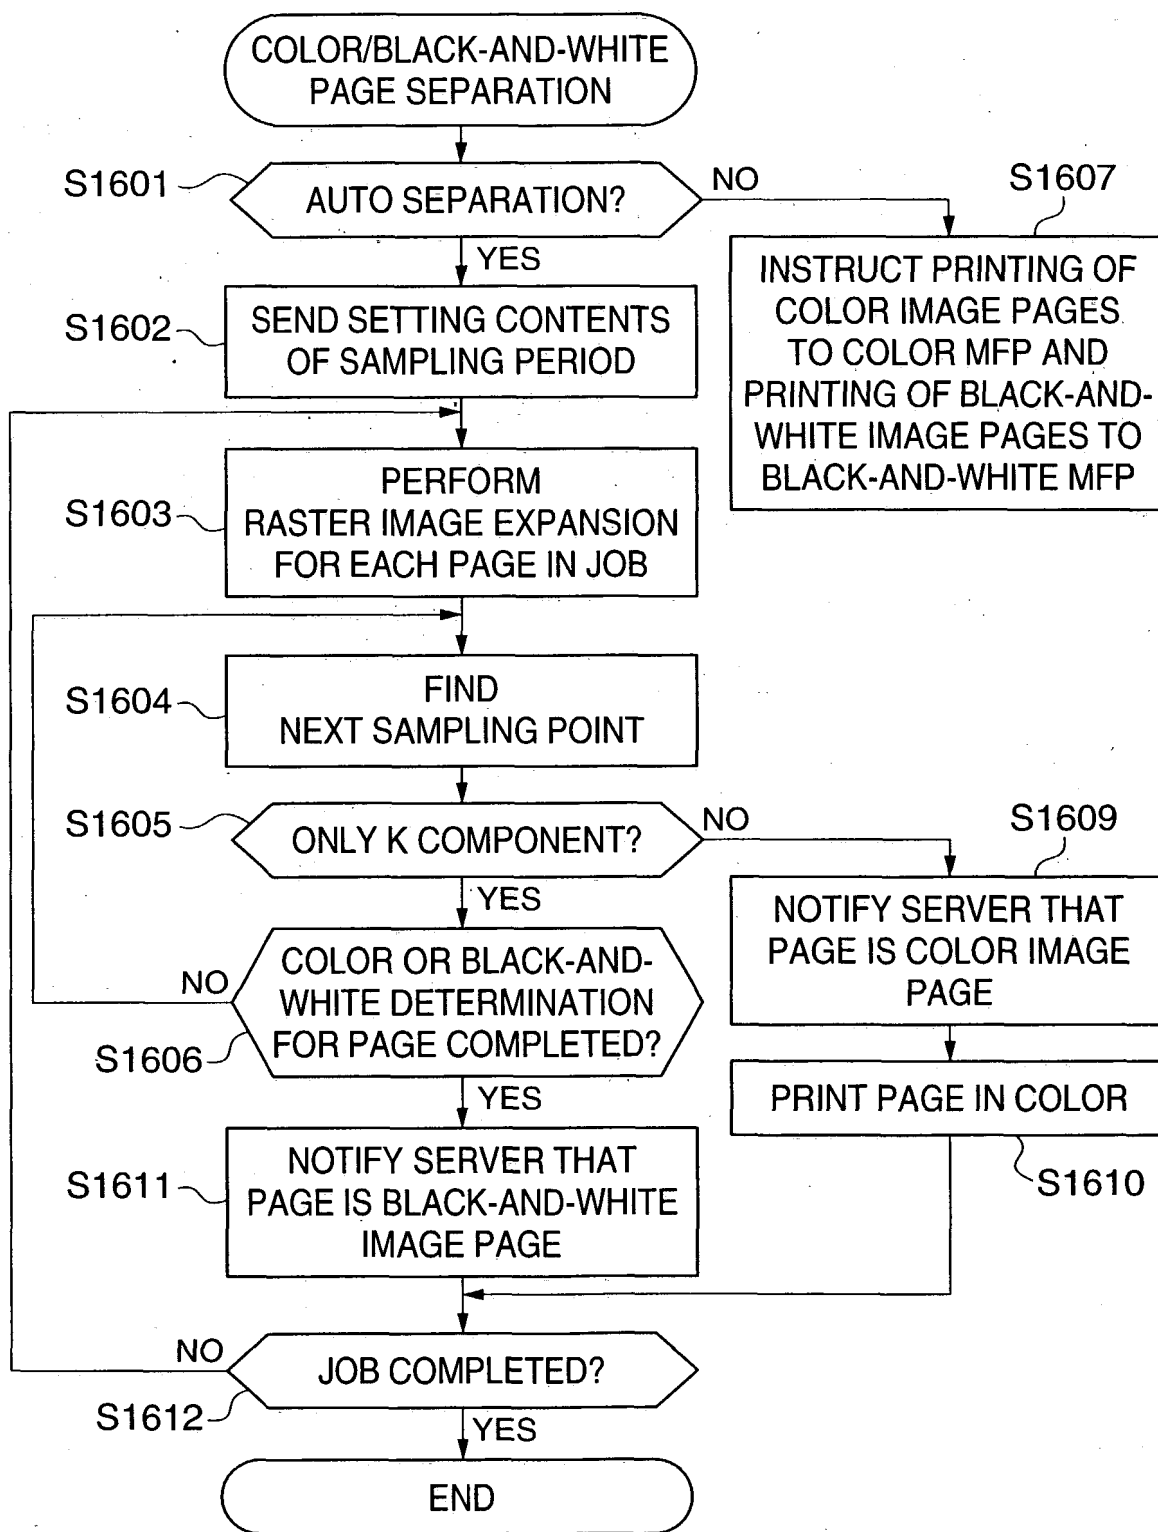 COLOR/BLACK-AND-WHITE
PAGE SEPARATION
S1601
AUTO SEPARATION?
NO
S1607
YES
INSTRUCT PRINTING OF
COLOR IMAGE PAGES
TO COLOR MFP AND
PRINTING OF BLACK-AND-
WHITE IMAGE PAGES TO
BLACK-AND-WHITE MFP
S1602
SEND SETTING CONTENTS
OF SAMPLING PERIOD
S1603
PERFORM
RASTER IMAGE EXPANSION
FOR EACH PAGE IN JOB
S1604
FIND
NEXT SAMPLING POINT
S1605
ONLY K COMPONENT?
NO
S1609
YES
NOTIFY SERVER THAT
PAGE IS COLOR IMAGE
PAGE
NO
COLOR OR BLACK-AND-
WHITE DETERMINATION
FOR PAGE COMPLETED?
S1606
YES
PRINT PAGE IN COLOR
S1610
S1611
NOTIFY SERVER THAT
PAGE IS BLACK-AND-WHITE
IMAGE PAGE
NO
JOB COMPLETED?
S1612
YES
END